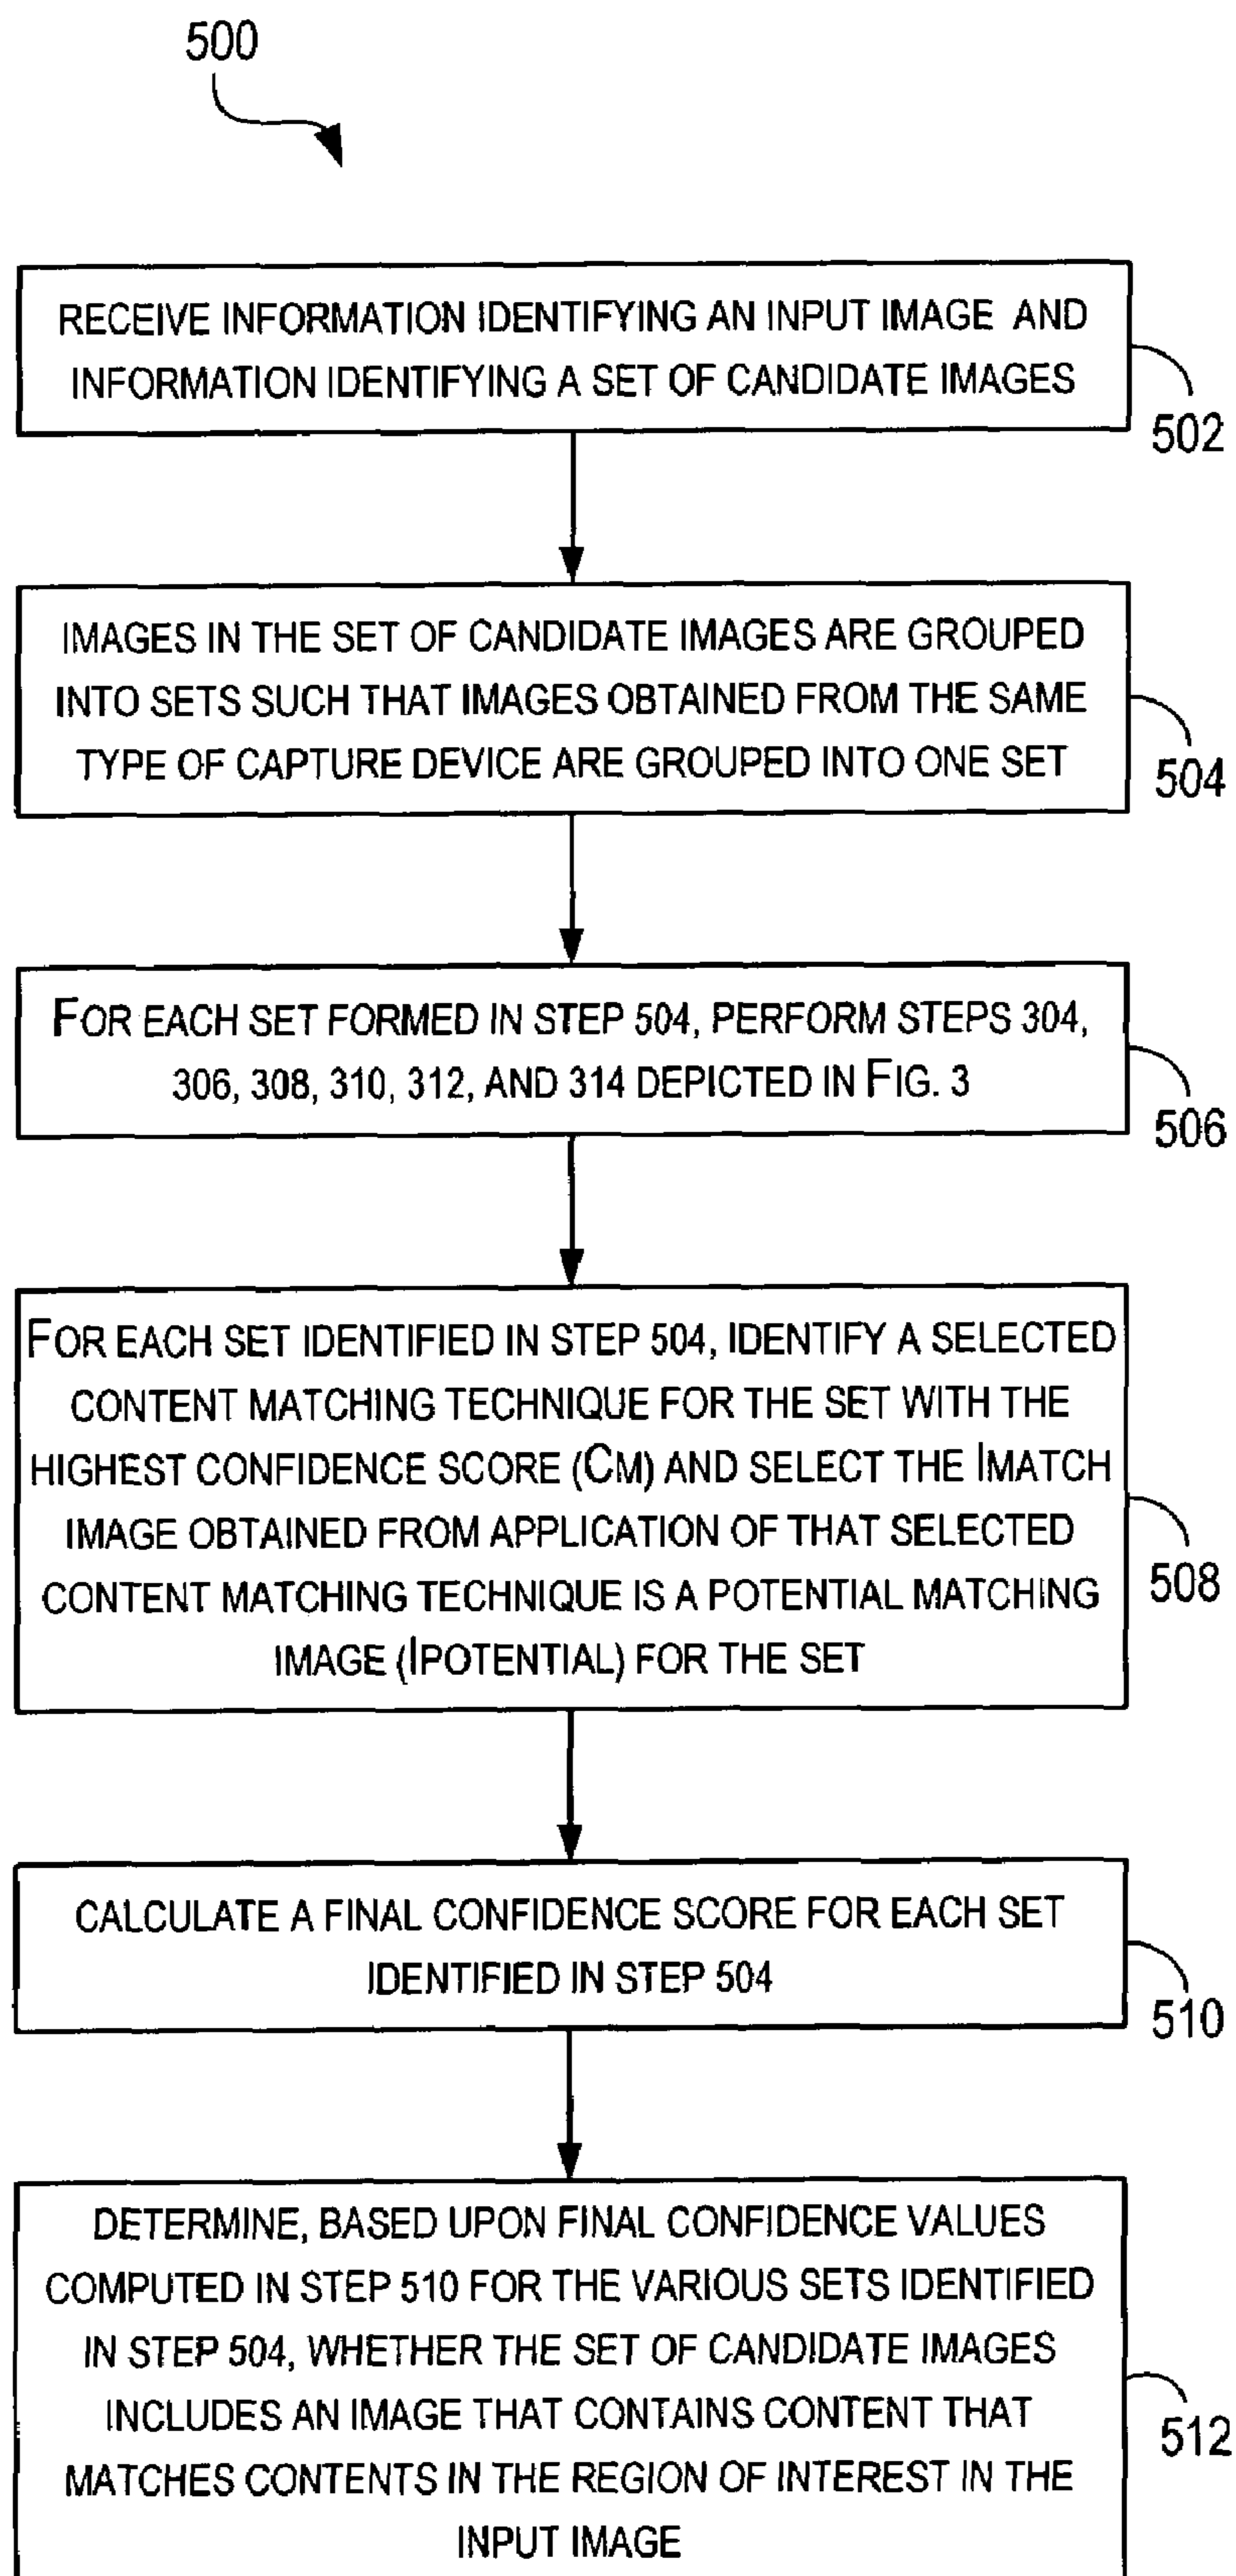 500
RECEIVE INFORMATION IDENTIFYING AN INPUT IMAGE AND
INFORMATION IDENTIFYING A SET OF CANDIDATE IMAGES
502
IMAGES IN THE SET OF CANDIDATE IMAGES ARE GROUPED
INTO SETS SUCH THAT IMAGES OBTAINED FROM THE SAME
TYPE OF CAPTURE DEVICE ARE GROUPED INTO ONE SET
504
FOR EACH SET FORMED IN STEP 504, PERFORM STEPS 304,
306, 308, 310, 312, AND 314 DEPICTED IN FIG. 3
506
FOR EACH SET IDENTIFIED IN STEP 504, IDENTIFY A SELECTED
CONTENT MATCHING TECHNIQUE FOR THE SET WITH THE
HIGHEST CONFIDENCE SCORE (CM) AND SELECT THE IMATCH
IMAGE OBTAINED FROM APPLICATION OF THAT SELECTED
CONTENT MATCHING TECHNIQUE IS A POTENTIAL MATCHING
IMAGE (IPOTENTIAL) FOR THE SET
508
CALCULATE A FINAL CONFIDENCE SCORE FOR EACH SET
IDENTIFIED IN STEP 504
510
DETERMINE, BASED UPON FINAL CONFIDENCE VALUES
COMPUTED IN STEP 510 FOR THE VARIOUS SETS IDENTIFIED
IN STEP 504, WHETHER THE SET OF CANDIDATE IMAGES
INCLUDES AN IMAGE THAT CONTAINS CONTENT THAT
MATCHES CONTENTS IN THE REGION OF INTEREST IN THE
INPUT IMAGE
512